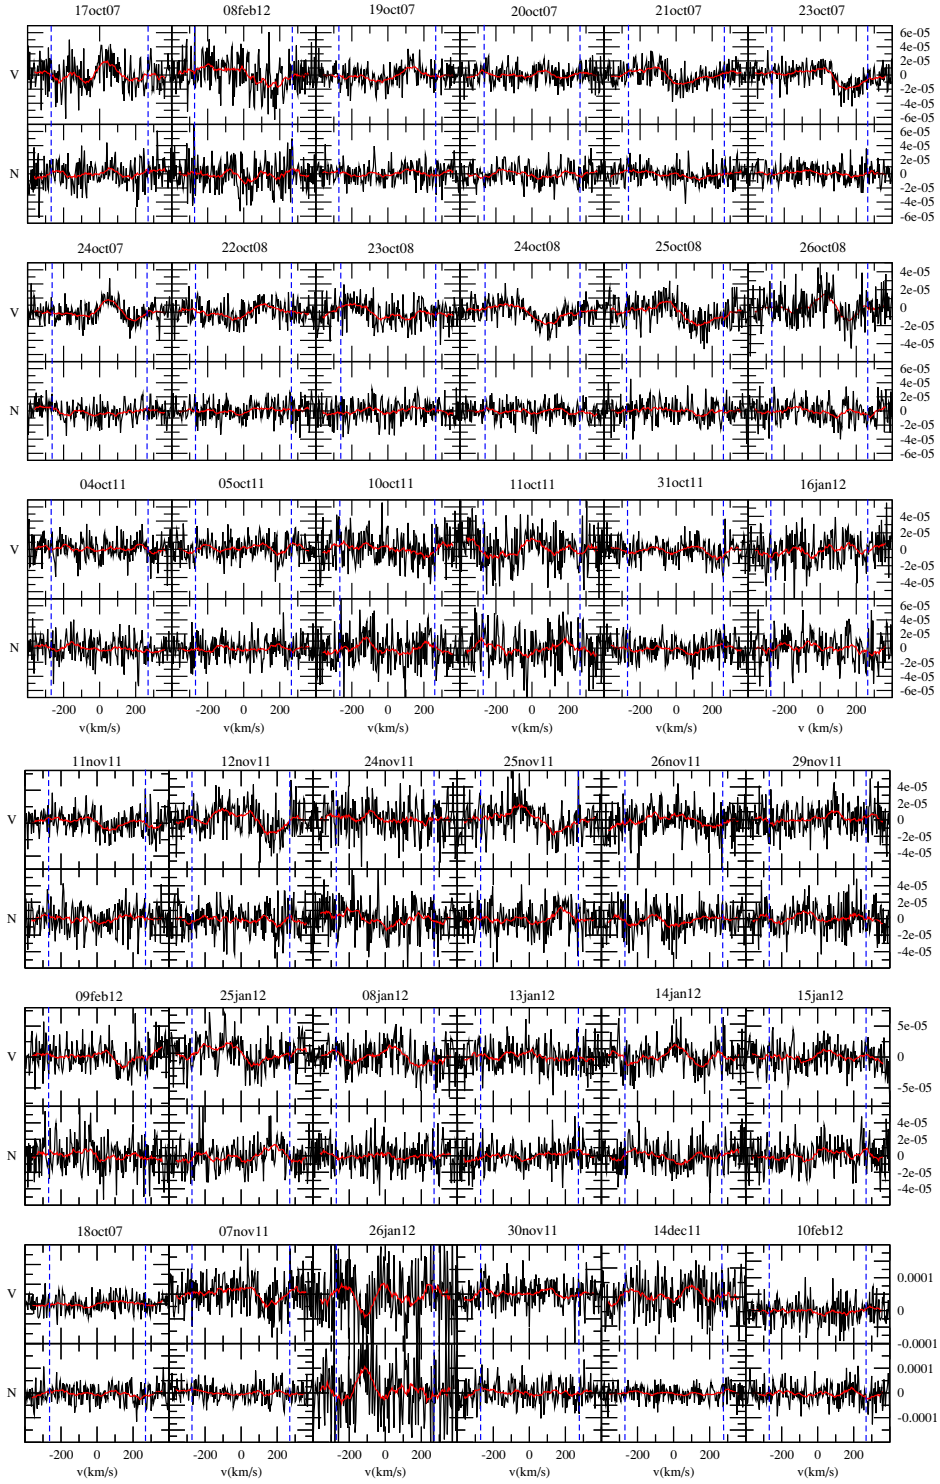 17oct07 08feb12 19oct07 20oct07 21oct07 23oct07
6e-05
4e-05
2e-05
V 0
-2e-05
-4e-05
-6e-05
6e-05
4e-05
2e-05
N 0
-2e-05
-4e-05
-6e-05
24oct07 22oct08 23oct08 24oct08 25oct08 26oct08
4e-05
2e-05
V 0
-2e-05
-4e-05
6e-05
4e-05
2e-05
N 0
-2e-05
-4e-05
-6e-05
04oct11 05oct11 10oct11 11oct11 31oct11 16jan12
4e-05
2e-05
V 0
-2e-05
-4e-05
6e-05
4e-05
2e-05
N 0
-2e-05
-4e-05
-6e-05
-200 0 200 -200 0 200 -200 0 200 -200 0 200 -200 0 200 -200 0 200
v(km/s) v(km/s) v(km/s) v(km/s) v(km/s) v (km/s)
11nov11 12nov11 24nov11 25nov11 26nov11 29nov11
4e-05
2e-05
V 0
-2e-05
-4e-05
4e-05
2e-05
N 0
-2e-05
-4e-05
09feb12 25jan12 08jan12 13jan12 14jan12 15jan12
5e-05
V 0
-5e-05
4e-05
2e-05
N 0
-2e-05
-4e-05
18oct07 07nov11 26jan12 30nov11 14dec11 10feb12
0.0001
V
0
-0.0001
0.0001
N 0
-0.0001
-200 0 200 -200 0 200 -200 0 200 -200 0 200 -200 0 200 -200 0 200
v(km/s) v(km/s) v(km/s) v(km/s) v(km/s) v(km/s)